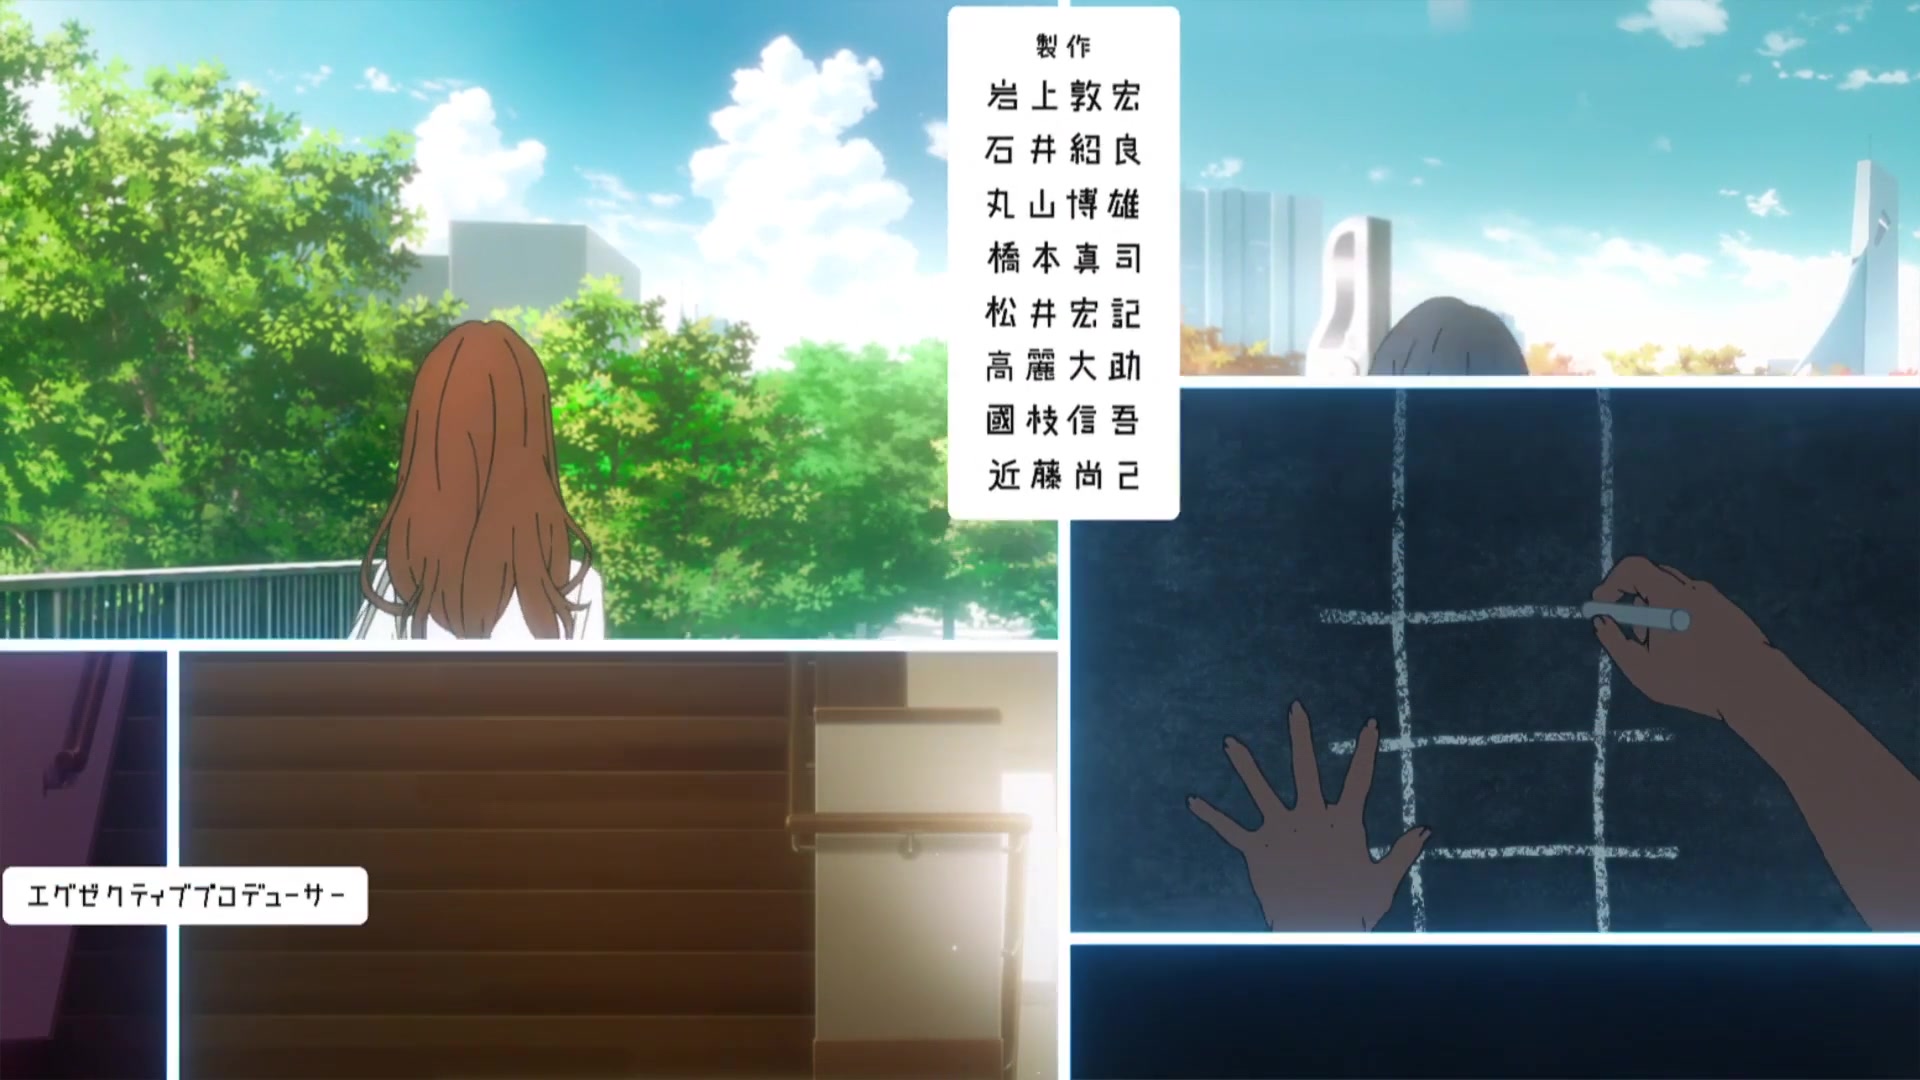 製作
岩上敦宏
石井紹良
丸山博雄
橋本真司
松井宏記
高麗大助
國枝信吾
近藤尚己
エグゼクティブプロデューサー